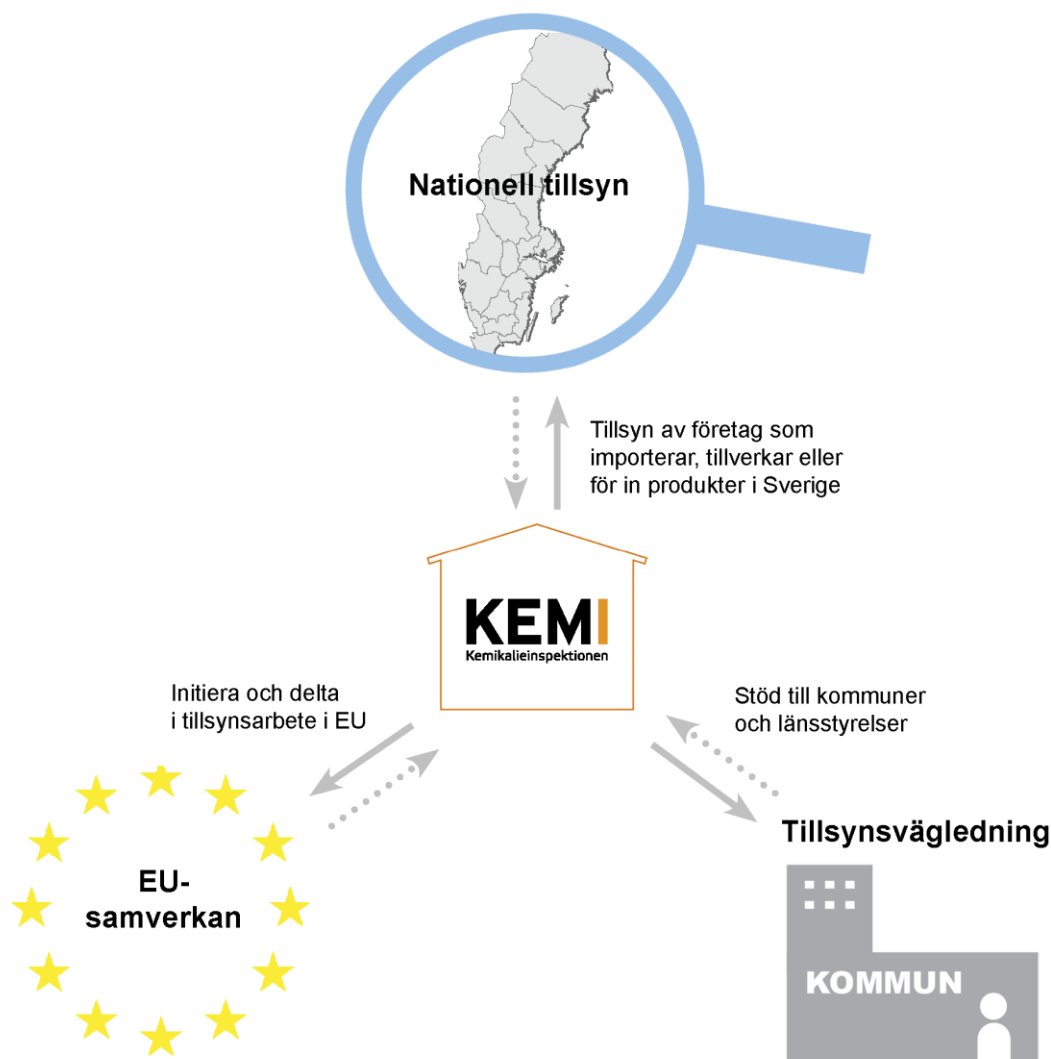 Nationell tillsyn
Tillsyn av företag som
importerar, tillverkar eller
för in produkter i Sverige
KEMI
Kemikalieinspektionen
Initiera och delta
i tillsynsarbete i EU
Stöd till kommuner
och länsstyrelser
EU-
samverkan
Tillsynsvägledning
KOMMUN